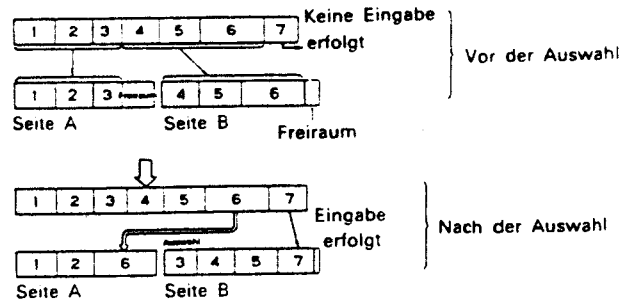 1 2 3 4 5 6 7 Keine Eingabe
erfolgt
Vor der Auswahl
1 2 3 Freiraum 4 5 6
Seite A Seite B
Freiraum
1 2 3 4 5 6 7
Eingabe
erfolgt
Nach der Auswahl
Auswahl
1 2 6 3 4 5 7
Seite A Seite B